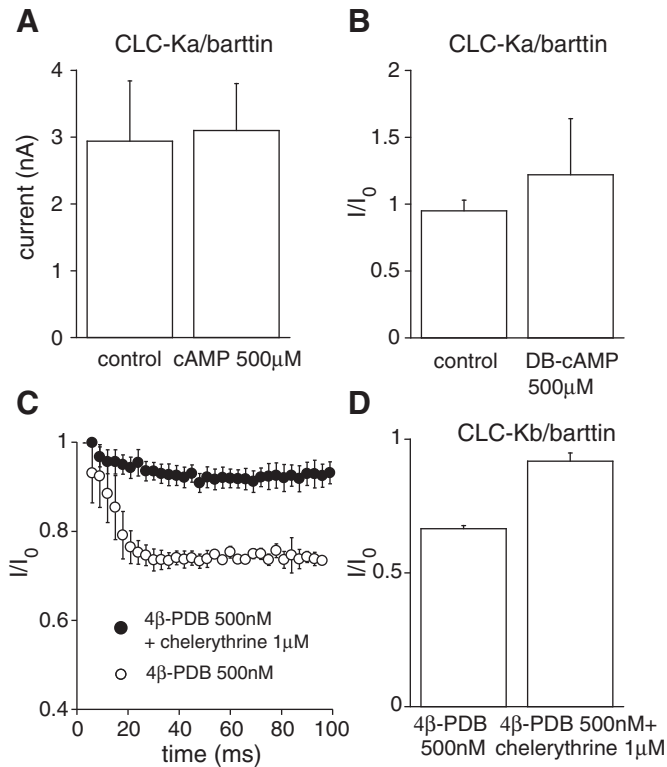 A
CLC-Ka/barttin
4
3
2
1
0
current (nA)
control
cAMP 500µM
B
CLC-Ka/barttin
2
1.5
1
0.5
0
I/I0
control
DB-cAMP
500µM
C
1
0.8
0.6
0.4
I/I0
4β-PDB 500nM
+ chelerythrine 1µM
4β-PDB 500nM
0 20 40 60 80 100
time (ms)
D
CLC-Kb/barttin
1
0.5
0
I/I0
4β-PDB
500nM
4β-PDB 500nM+
chelerythrine 1µM